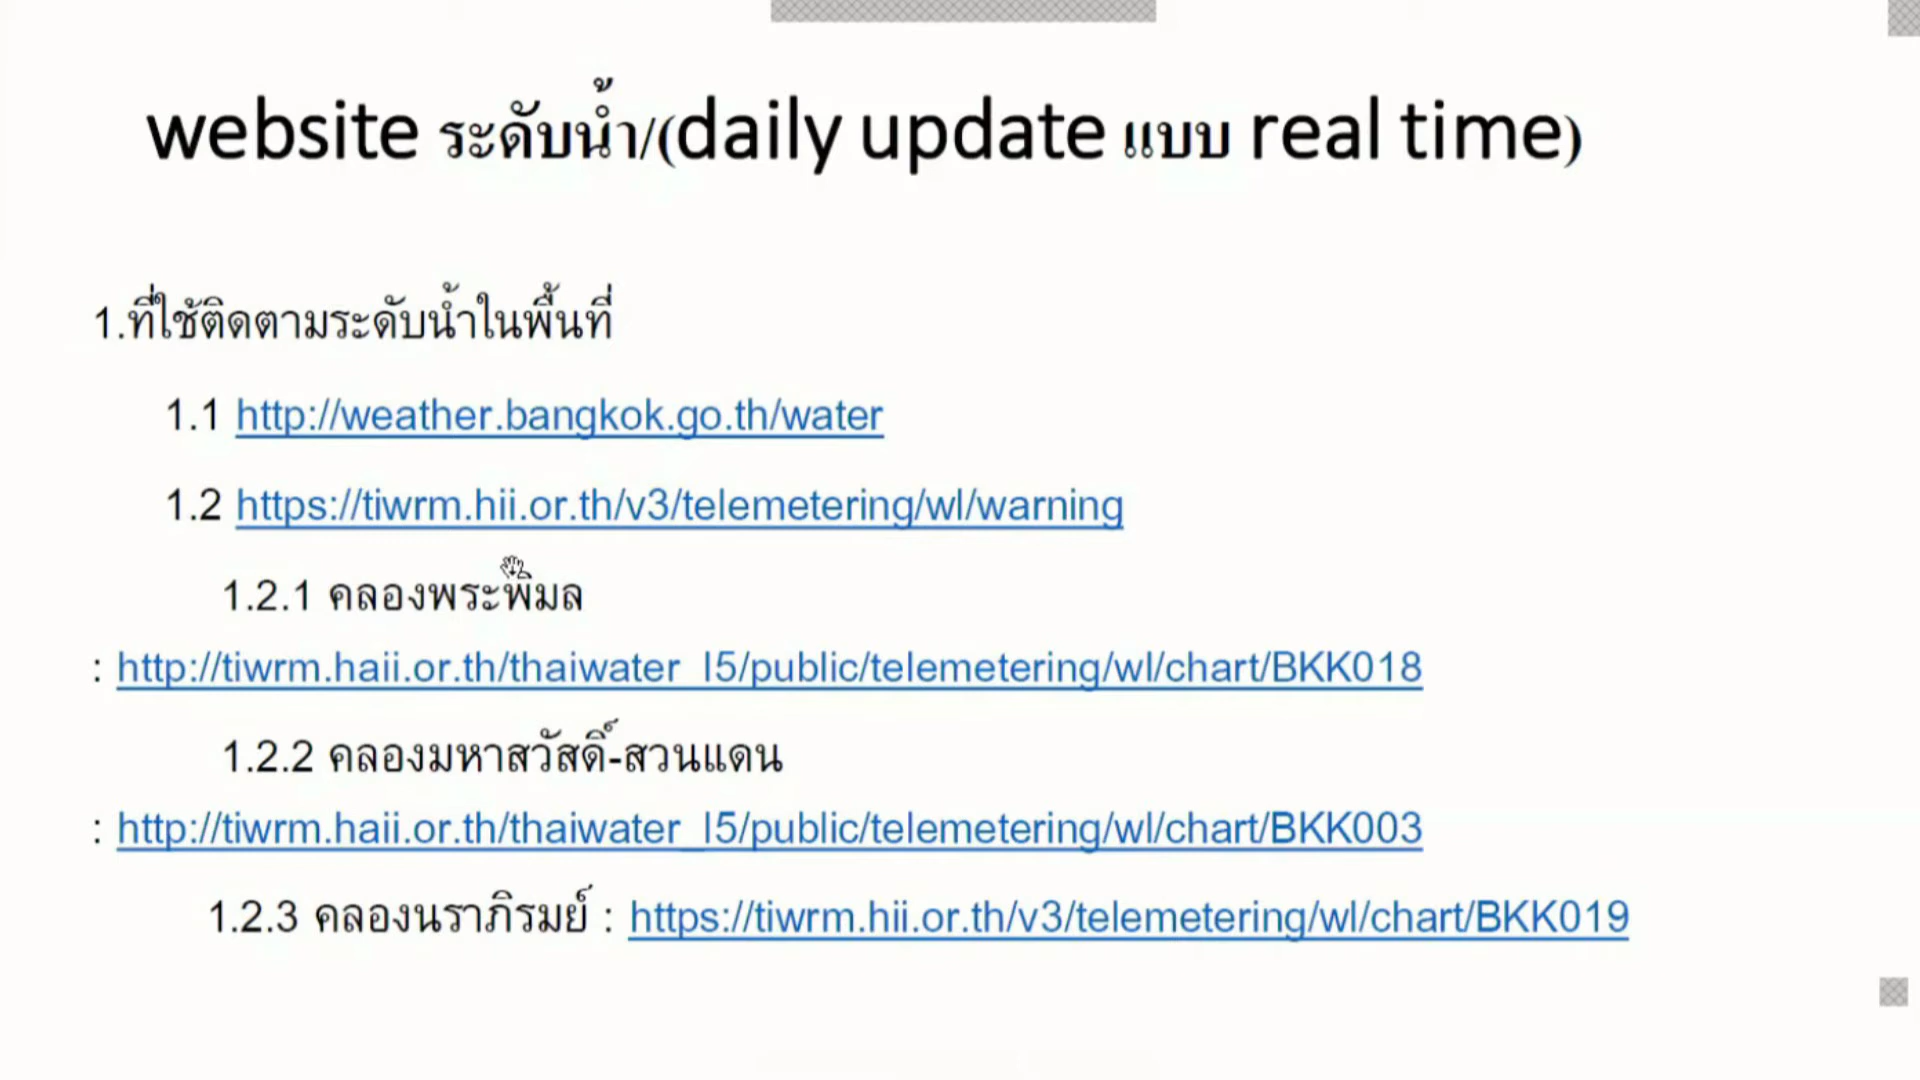 website ระดับน้ำ/(daily update แบบ real time)
1.ที่ใช้ติดตามระดับน้ำในพื้นที่
1.1 http://weather.bangkok.go.th/water
1.2 https://tiwrm.hii.or.th/v3/telemetering/wl/warning
1.2.1 คลองพระพิมล
: http://tiwrm.haii.or.th/thaiwater_l5/public/telemetering/wl/chart/BKK018
1.2.2 คลองมหาสวัสดิ์-สวนแดน
: http://tiwrm.haii.or.th/thaiwater_l5/public/telemetering/wl/chart/BKK003
1.2.3 คลองนราภิรมย์ : https://tiwrm.hii.or.th/v3/telemetering/wl/chart/BKK019